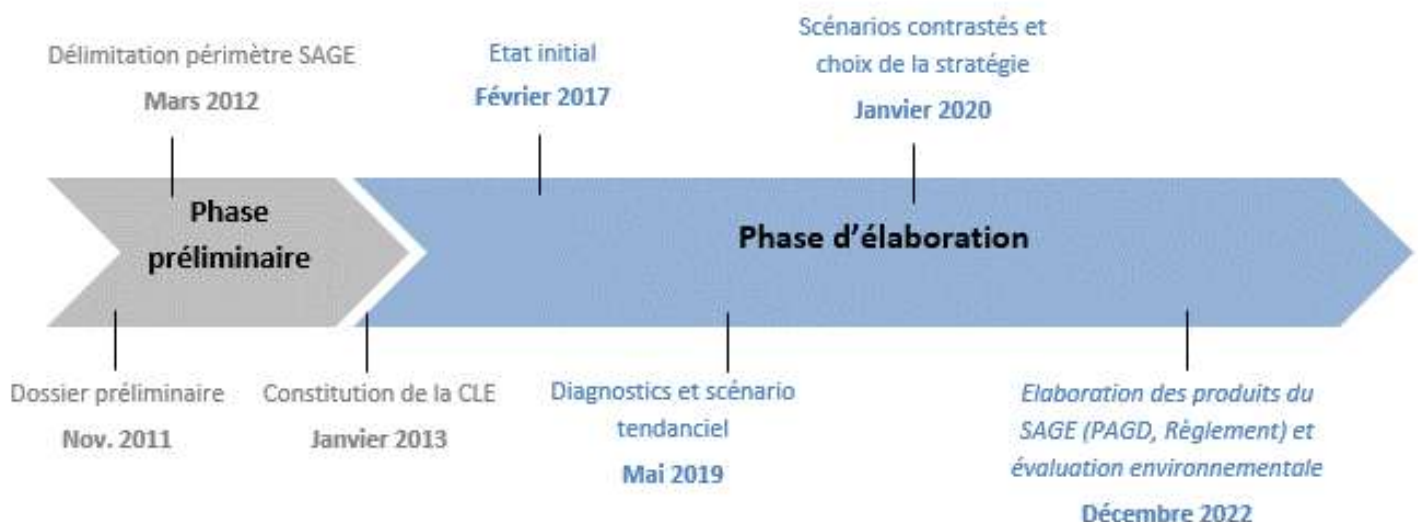 Délimitation périmètre SAGE
Mars 2012
Etat initial
Février 2017
Scénarios contrastés et
choix de la stratégie
Janvier 2020
Phase
préliminaire
Phase d’élaboration
Dossier préliminaire
Nov. 2011
Constitution de la CLE
Janvier 2013
Diagnostics et scénario
tendanciel
Mai 2019
Elaboration des produits du
SAGE (PAGD, Règlement) et
évaluation environnementale
Décembre 2022